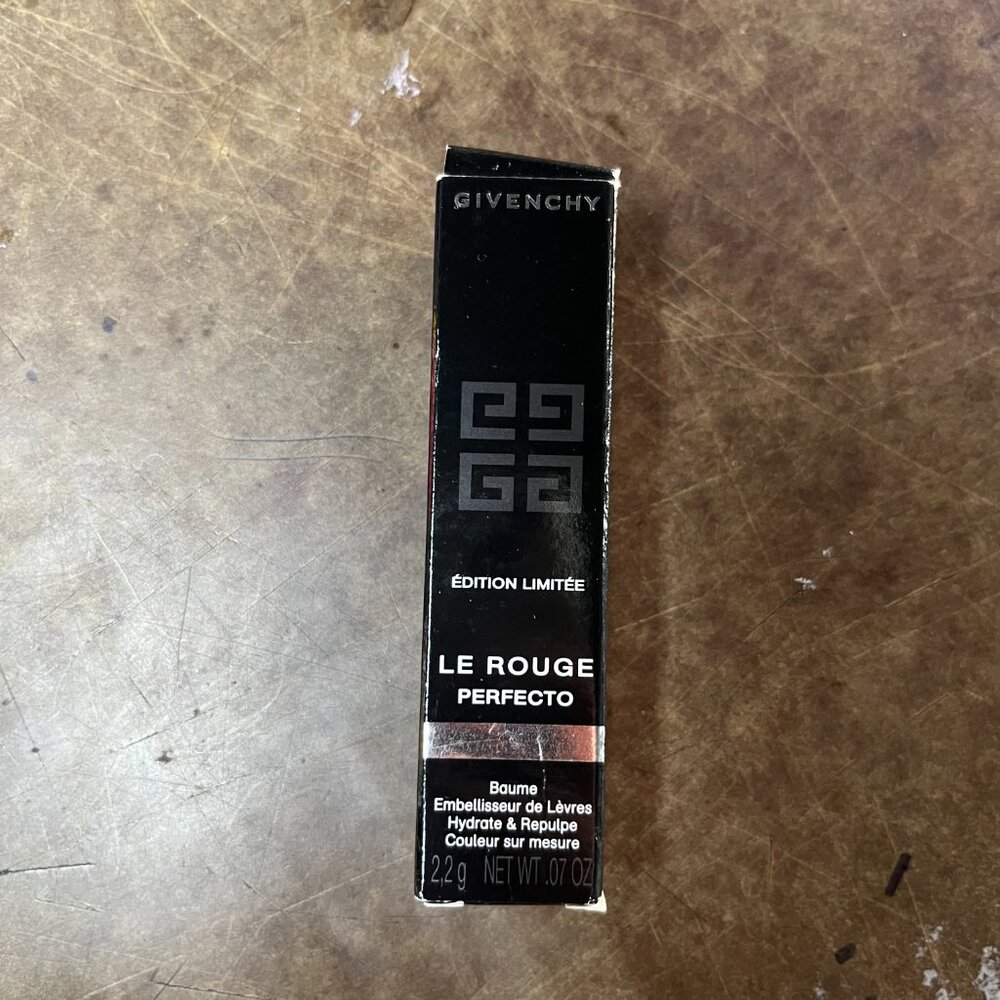 GIVENCHY
ÉDITION LIMITÉE
LE ROUGE
PERFECTO
Baume
Embellisseur de Lèvres
Hydrate & Repulpe
Couleur sur mesure
2,2 g NET WT .07 OZ